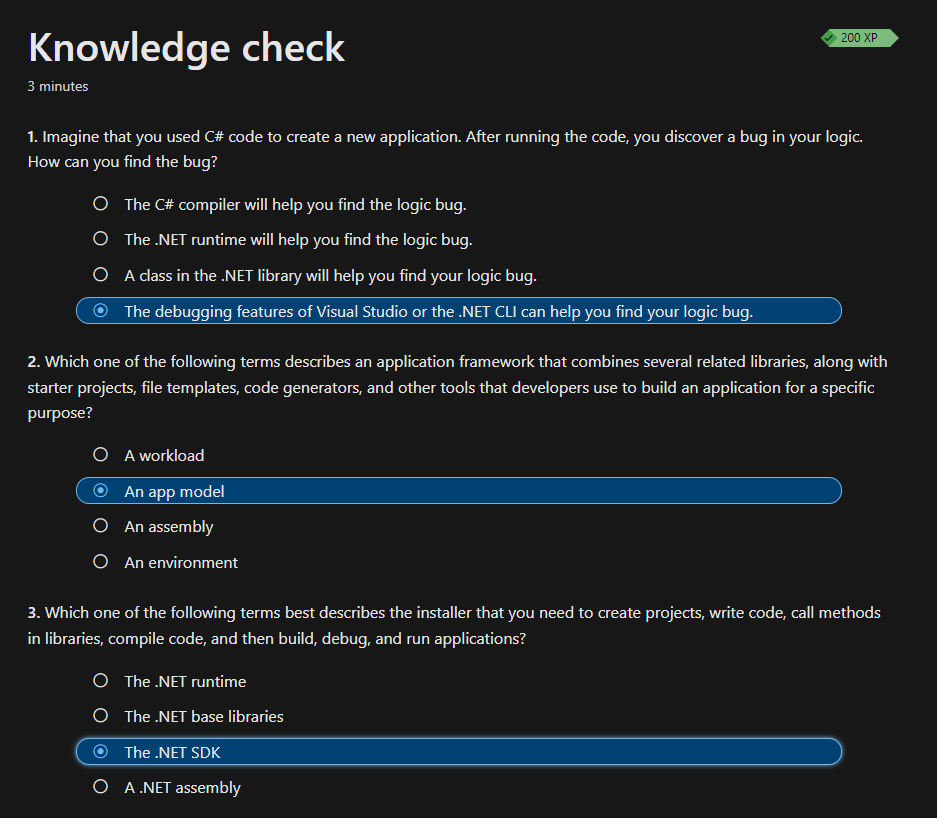 Knowledge check
200 XP
3 minutes
1. Imagine that you used C# code to create a new application. After running the code, you discover a bug in your logic.
How can you find the bug?
The C# compiler will help you find the logic bug.
The .NET runtime will help you find the logic bug.
A class in the .NET library will help you find your logic bug.
The debugging features of Visual Studio or the .NET CLI can help you find your logic bug.
2. Which one of the following terms describes an application framework that combines several related libraries, along with
starter projects, file templates, code generators, and other tools that developers use to build an application for a specific
purpose?
A workload
An app model
An assembly
An environment
3. Which one of the following terms best describes the installer that you need to create projects, write code, call methods
in libraries, compile code, and then build, debug, and run applications?
The .NET runtime
The .NET base libraries
The .NET SDK
A .NET assembly